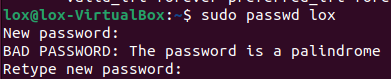 lox@lox-VirtualBox:~$ sudo passwd lox
New password:
BAD PASSWORD: The password is a palindrome
Retype new password: